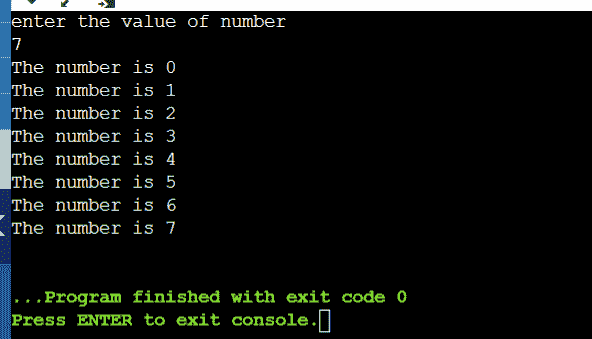 enter the value of number
7
The number is 0
The number is 1
The number is 2
The number is 3
The number is 4
The number is 5
The number is 6
The number is 7
...Program finished with exit code 0
Press ENTER to exit console.